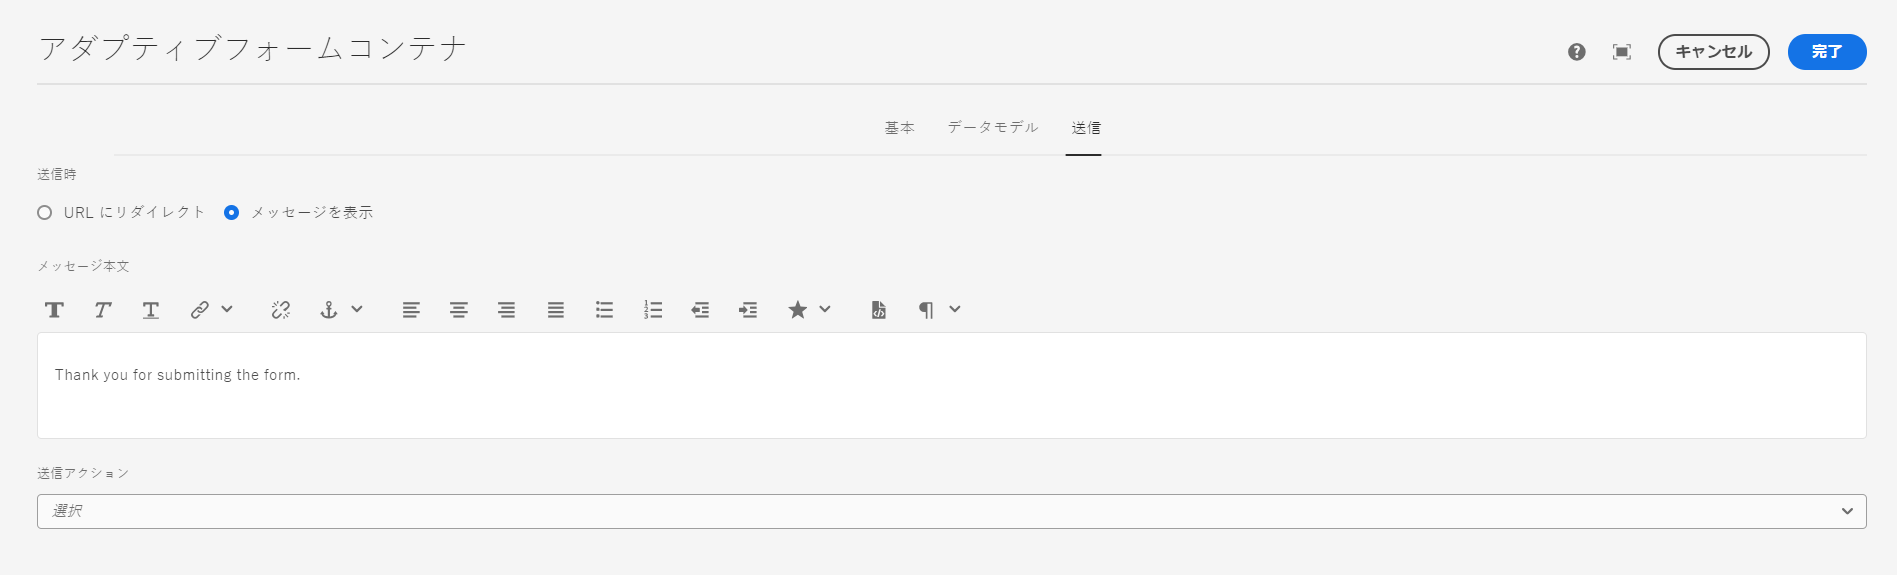 アダプティブフォームコンテナ
キャンセル 完了
基本 データモデル 送信
送信時
URL にリダイレクト メッセージを表示
メッセージ本文
Thank you for submitting the form.
送信アクション
選択